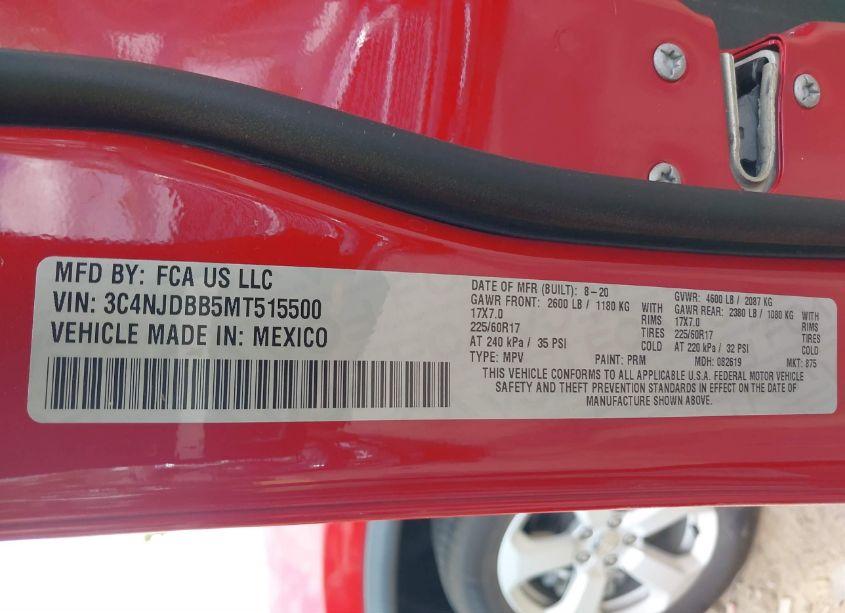 MFD BY: FCA US LLC
VIN: 3C4NJDBB5MT515500
VEHICLE MADE IN: MEXICO
DATE OF MFR (BUILT): 8-20
GVWR: 4600 LB / 2087 KG
GAWR FRONT: 2600 LB / 1180 KG WITH
GAWR REAR: 2380 LB / 1080 KG WITH
17X7.0 RIMS
17X7.0 RIMS
225/60R17 TIRES
225/60R17 TIRES
AT 240 kPa / 35 PSI COLD
AT 220 kPa / 32 PSI COLD
TYPE: MPV PAINT: PRM MDH: 082619 MKT: 875
THIS VEHICLE CONFORMS TO ALL APPLICABLE U.S.A. FEDERAL MOTOR VEHICLE
SAFETY AND THEFT PREVENTION STANDARDS IN EFFECT ON THE DATE OF
MANUFACTURE SHOWN ABOVE.